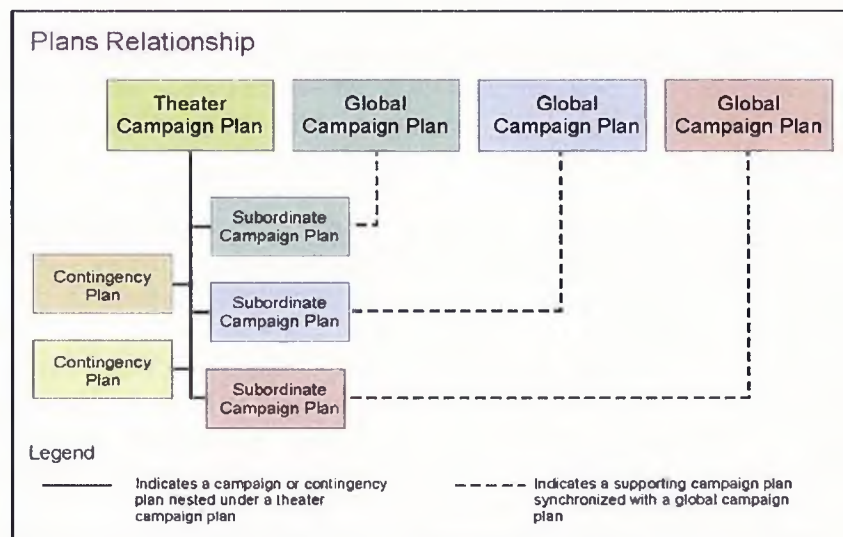 Plans Relationship
Theater
Campaign Plan
Global
Campaign Plan
Global
Campaign Plan
Global
Campaign Plan
Subordinate
Campaign Plan
Contingency
Plan
Subordinate
Campaign Plan
Contingency
Plan
Subordinate
Campaign Plan
Legend
Indicates a campaign or contingency
plan nested under a theater
campaign plan
Indicates a supporting campaign plan
synchronized with a global campaign
plan